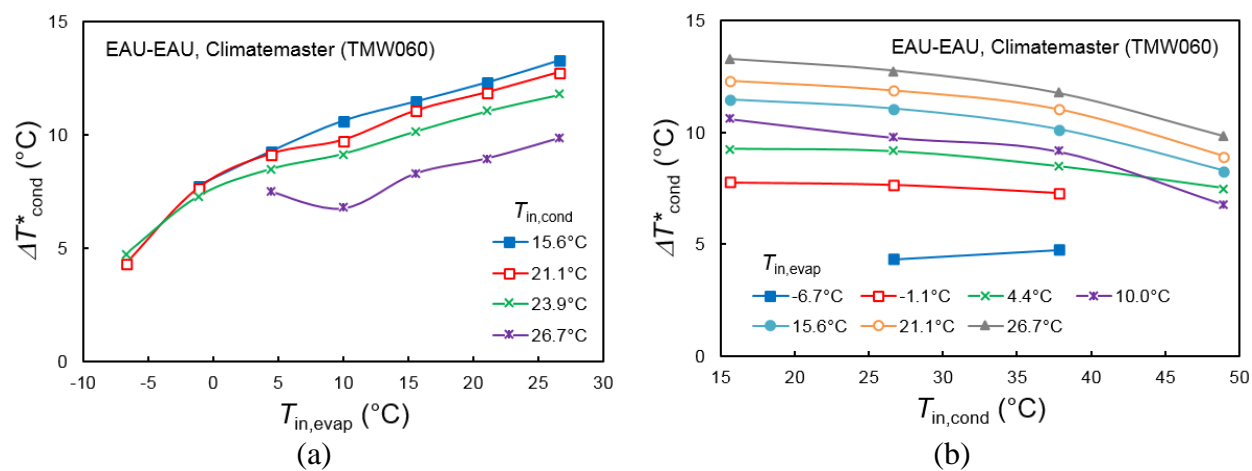 EAU-EAU, Climatemaster (TMW060)
ΔT*cond (°C)
15
10
5
0
-10
-5
0
5
10
15
20
25
30
Tin,evap (°C)
Tin,cond
15.6°C
21.1°C
23.9°C
26.7°C
(a)
EAU-EAU, Climatemaster (TMW060)
ΔT*cond (°C)
15
10
5
0
15
20
25
30
35
40
45
50
Tin,cond (°C)
Tin,evap
-6.7°C -1.1°C 4.4°C 10.0°C
15.6°C 21.1°C 26.7°C
(b)